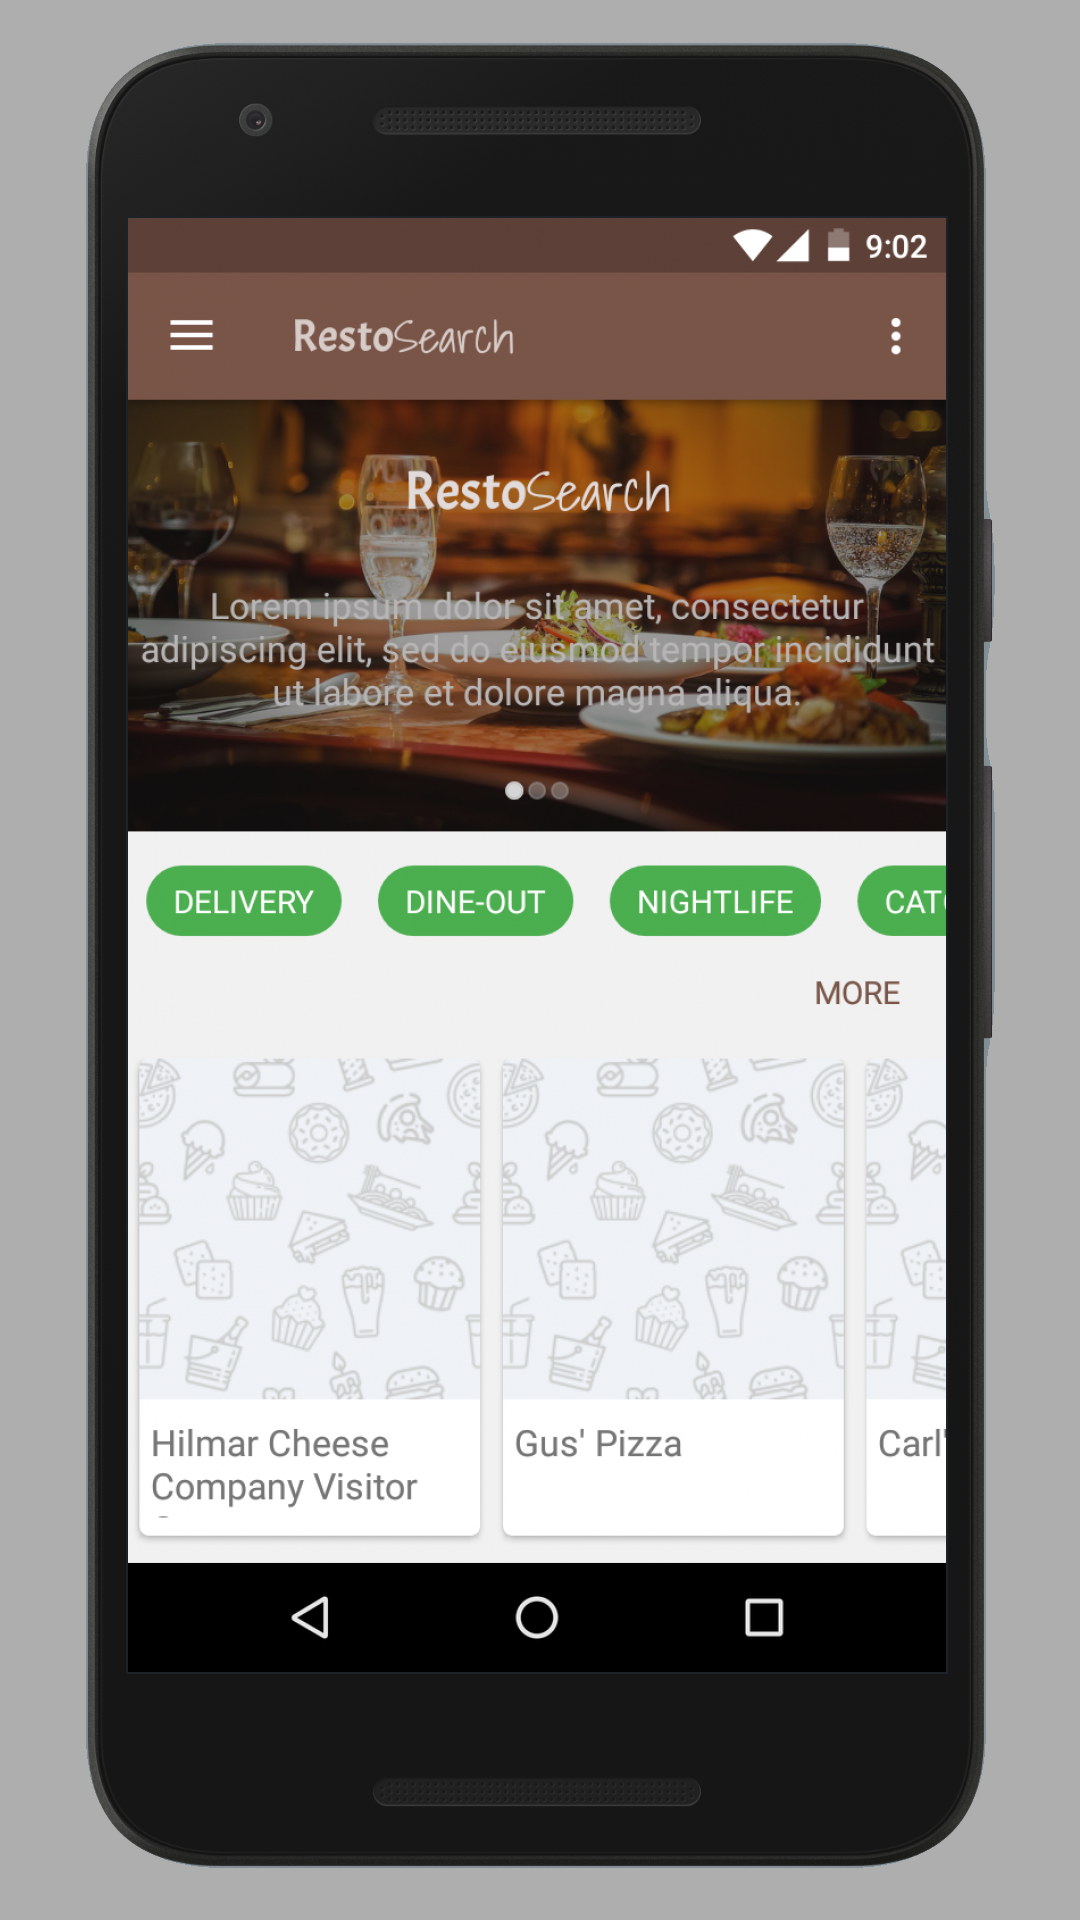 9:02
RestoSearch
RestoSearch
Lorem ipsum dolor sit amet, consectetur
adipiscing elit, sed do eiusmod tempor incididunt
ut labore et dolore magna aliqua.
DELIVERY DINE-OUT NIGHTLIFE
MORE
Hilmar Cheese
Company Visitor
Gus' Pizza
Carl'